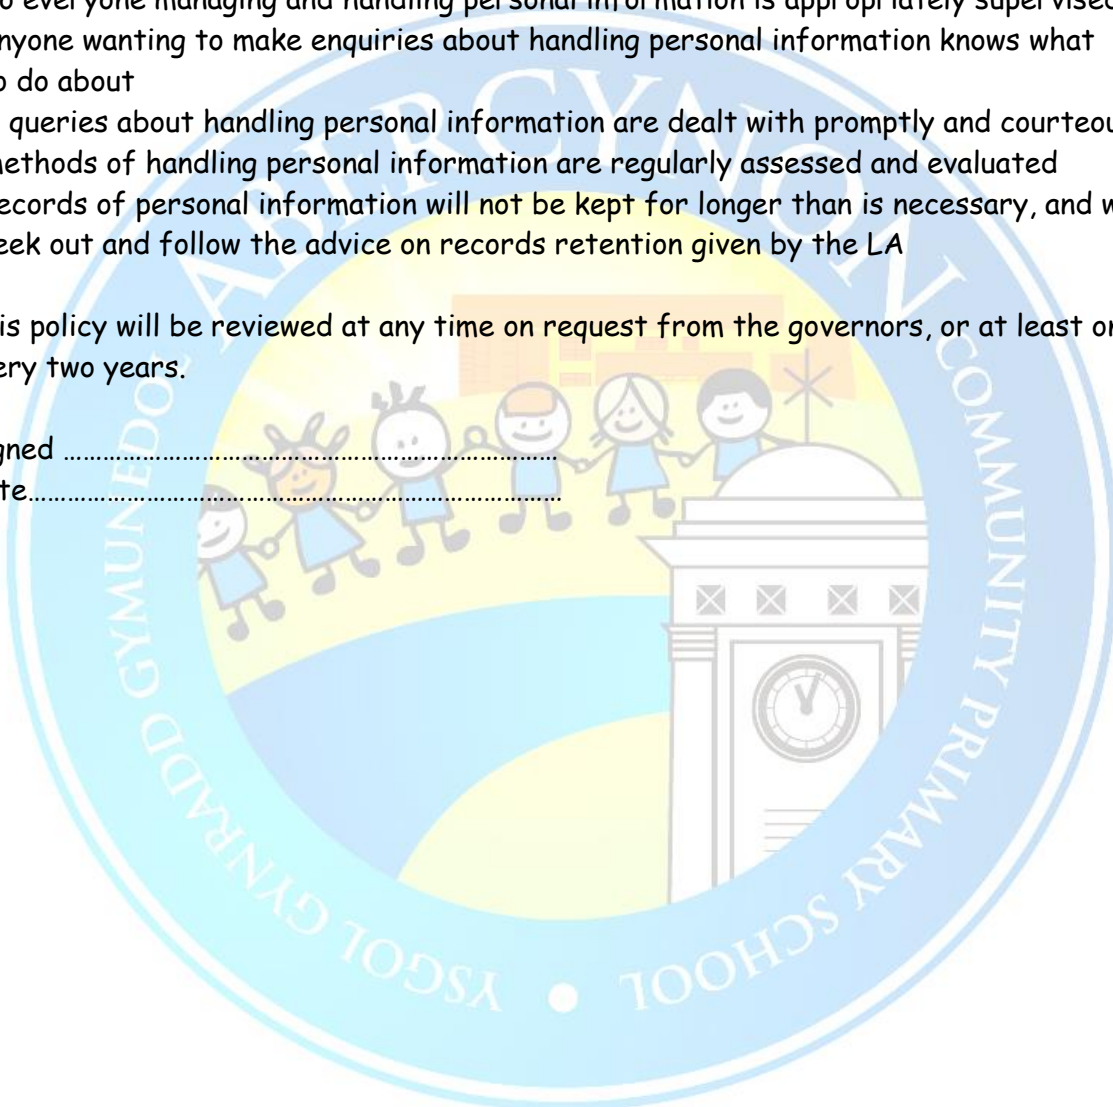 o everyone managing and handling personal information is appropriately supervised
nyone wanting to make enquiries about handling personal information knows what
o do about
queries about handling personal information are dealt with promptly and courteou
ethods of handling personal information are regularly assessed and evaluated
ecords of personal information will not be kept for longer than is necessary, and w
eek out and follow the advice on records retention given by the LA
is policy will be reviewed at any time on request from the governors, or at least on
ery two years.
gned ……………………………………………………………
te……………………………………………………………
ABERCYNON COMMUNITY PRIMARY SCHOOL
YSGOL GYNRADD GYMUNEDOL